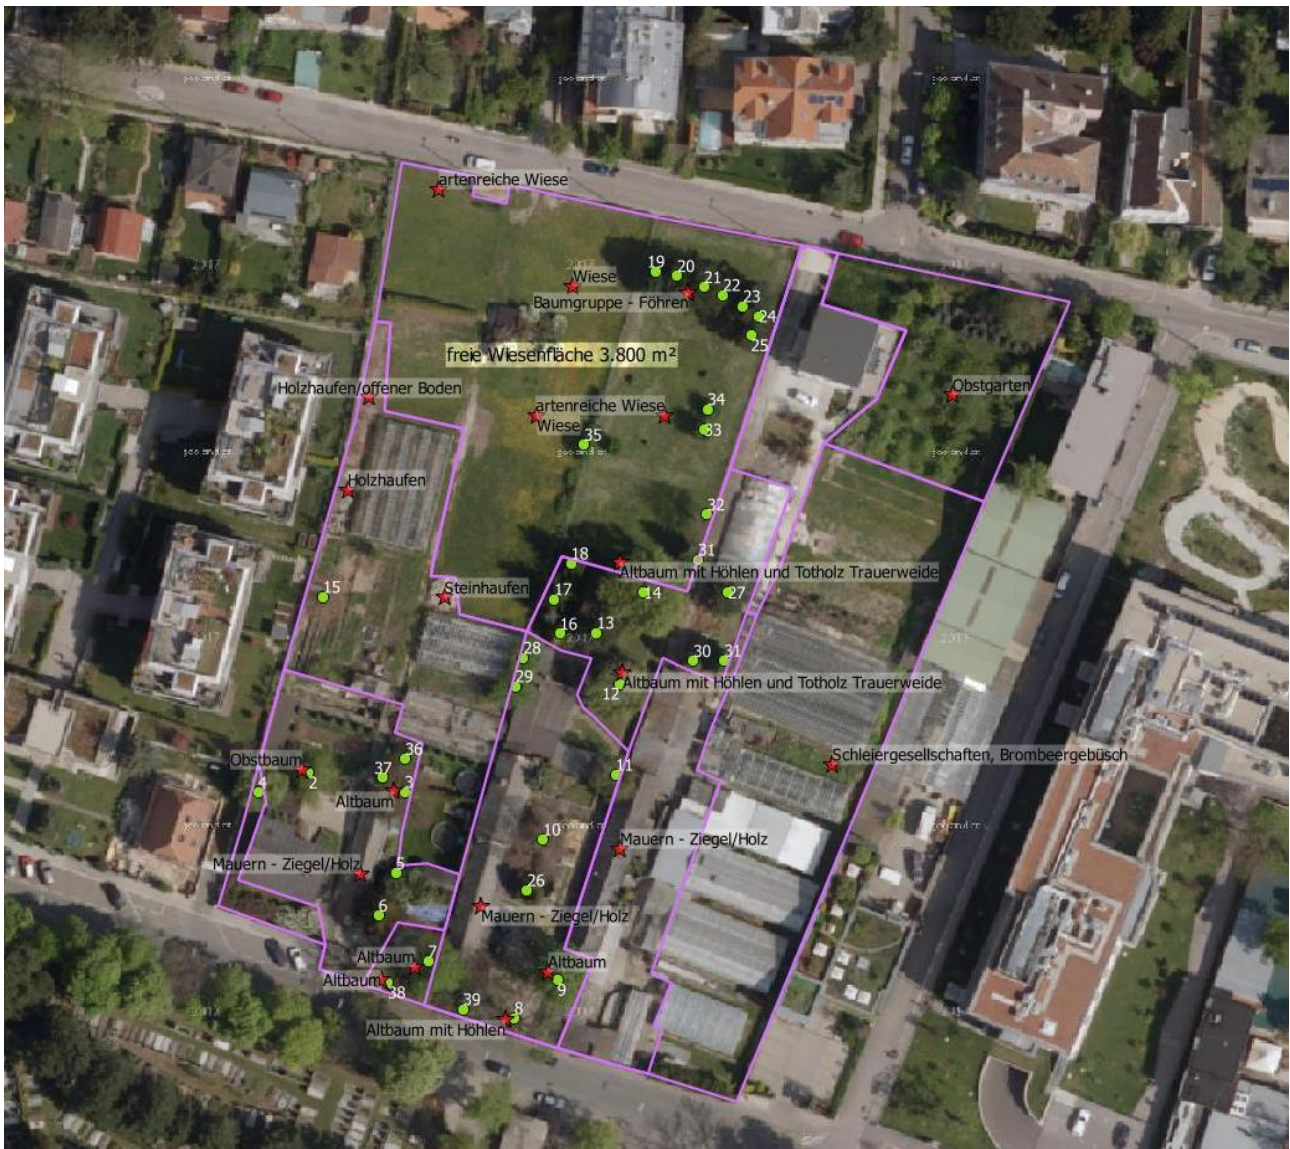 artenreiche Wiese
Wiese
19
20
21
22
Baumgruppe - Föhren
23
24
25
freie Wiesenfläche 3.800 m²
Holzhaufen/offener Boden
Obstgarten
artenreiche Wiese
Wiese
34
33
35
Holzhaufen
32
18
31
Altbaum mit Höhlen und Totholz Trauerweide
Steinhaufen
15
17
14
27
16
13
28
30
31
29
12
Altbaum mit Höhlen und Totholz Trauerweide
Obstbaum
2
4
37
36
3
Altbaum
11
Schleiergesellschaften, Brombeergebüsch
10
Mauern - Ziegel/Holz
Mauern - Ziegel/Holz
5
26
6
Mauern - Ziegel/Holz
7
Altbaum
Altbaum
38
Altbaum
9
39
8
Altbaum mit Höhlen